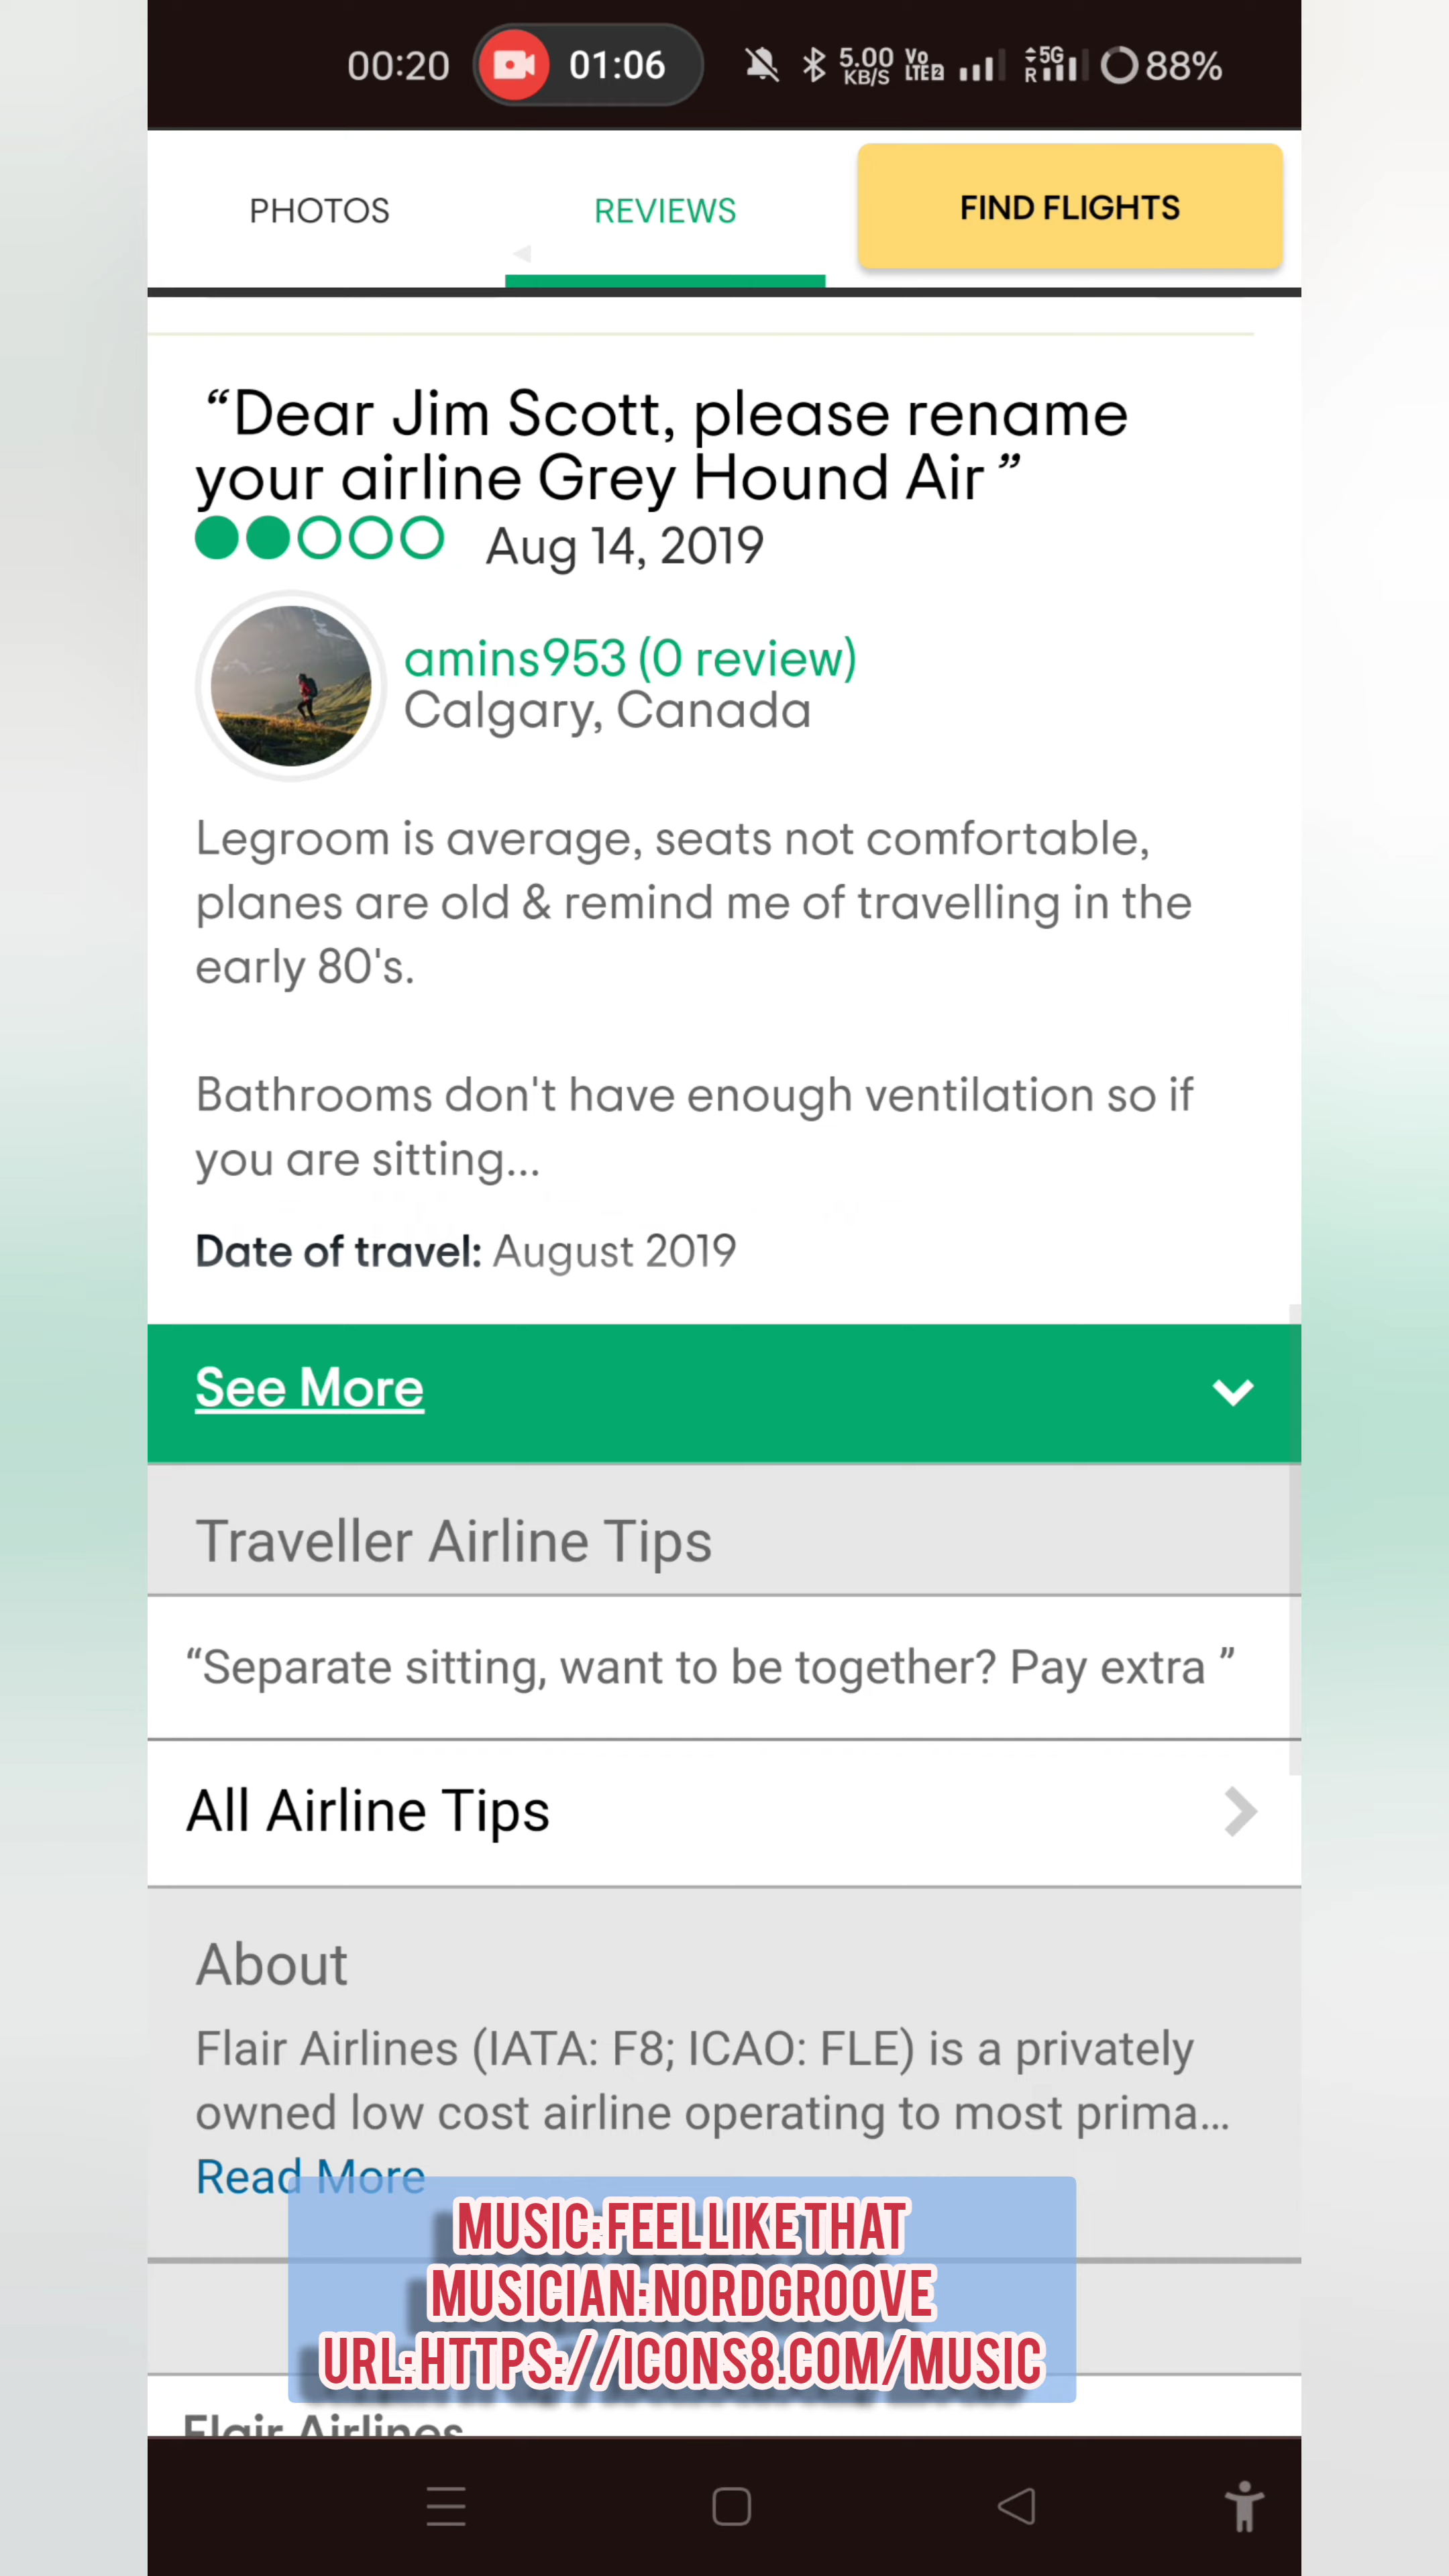 00:20 01:06 5.00 KB/S Vo LTE2 R 5G 88%
PHOTOS REVIEWS FIND FLIGHTS
“Dear Jim Scott, please rename
your airline Grey Hound Air ”
Aug 14, 2019
amins953 (0 review)
Calgary, Canada
Legroom is average, seats not comfortable,
planes are old & remind me of travelling in the
early 80's.
Bathrooms don't have enough ventilation so if
you are sitting...
Date of travel: August 2019
See More
Traveller Airline Tips
“Separate sitting, want to be together? Pay extra ”
All Airline Tips
About
Flair Airlines (IATA: F8; ICAO: FLE) is a privately
owned low cost airline operating to most prima...
Read More
MUSIC: FEEL LIKE THAT
MUSICIAN: NORDGROOVE
URL: HTTPS://ICONS8.COM/MUSIC
Flair Airlines